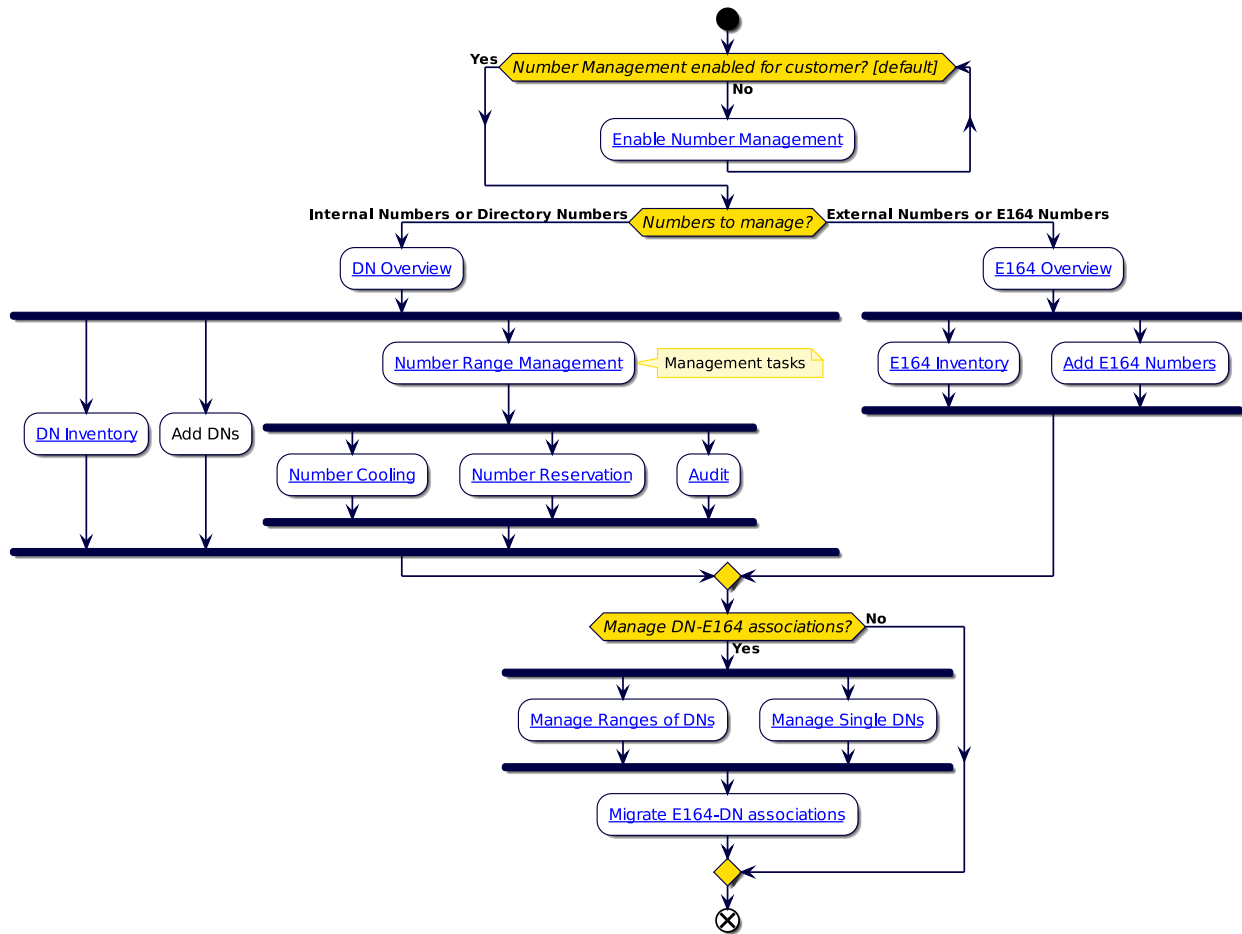 Yes
Number Management enabled for customer? [default]
No
Enable Number Management
Internal Numbers or Directory Numbers
Numbers to manage?
External Numbers or E164 Numbers
DN Overview
E164 Overview
Number Range Management
Management tasks
E164 Inventory
Add E164 Numbers
DN Inventory
Add DNs
Number Cooling
Number Reservation
Audit
Manage DN-E164 associations?
No
Yes
Manage Ranges of DNs
Manage Single DNs
Migrate E164-DN associations